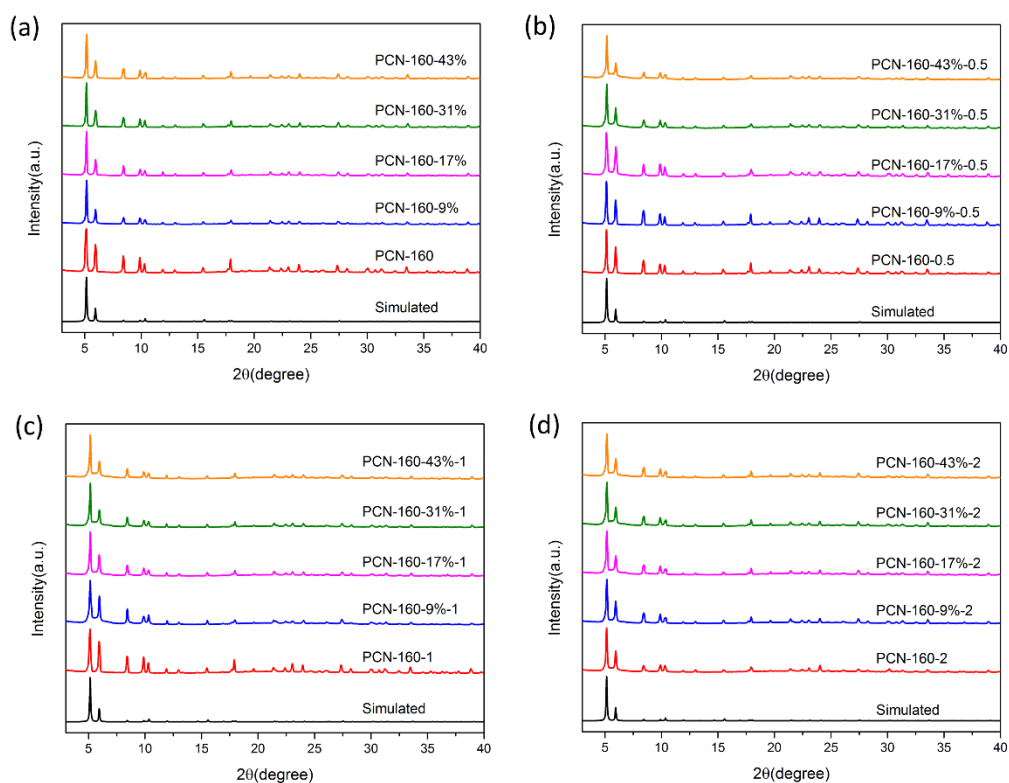 (a)
PCN-160-43%
PCN-160-31%
PCN-160-17%
PCN-160-9%
PCN-160
Simulated
Intensity(a.u.)
5 10 15 20 25 30 35 40
2θ(degree)
(b)
PCN-160-43%-0.5
PCN-160-31%-0.5
PCN-160-17%-0.5
PCN-160-9%-0.5
PCN-160-0.5
Simulated
Intensity(a.u.)
5 10 15 20 25 30 35 40
2θ(degree)
(c)
PCN-160-43%-1
PCN-160-31%-1
PCN-160-17%-1
PCN-160-9%-1
PCN-160-1
Simulated
Intensity(a.u.)
5 10 15 20 25 30 35 40
2θ(degree)
(d)
PCN-160-43%-2
PCN-160-31%-2
PCN-160-17%-2
PCN-160-9%-2
PCN-160-2
Simulated
Intensity(a.u.)
5 10 15 20 25 30 35 40
2θ(degree)